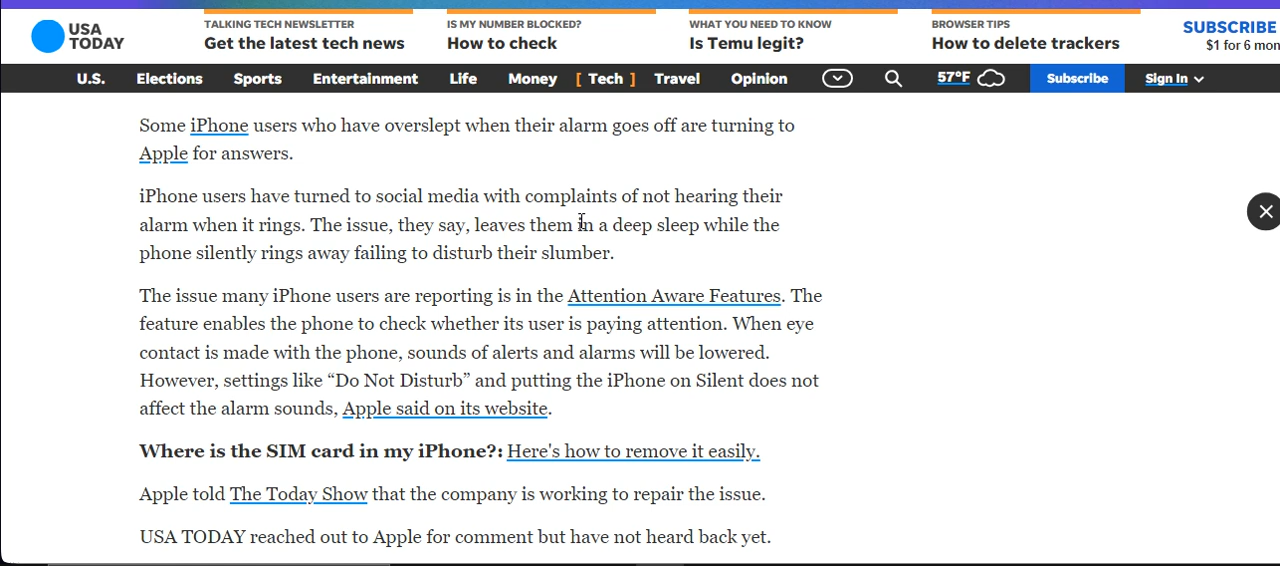 USA
TODAY
TALKING TECH NEWSLETTER
Get the latest tech news
IS MY NUMBER BLOCKED?
How to check
WHAT YOU NEED TO KNOW
Is Temu legit?
BROWSER TIPS
How to delete trackers
SUBSCRIBE
$1 for 6 mon
U.S. Elections Sports Entertainment Life Money [ Tech ] Travel Opinion 57°F Subscribe Sign In
Some iPhone users who have overslept when their alarm goes off are turning to
Apple for answers.
iPhone users have turned to social media with complaints of not hearing their
alarm when it rings. The issue, they say, leaves them in a deep sleep while the
phone silently rings away failing to disturb their slumber.
The issue many iPhone users are reporting is in the Attention Aware Features. The
feature enables the phone to check whether its user is paying attention. When eye
contact is made with the phone, sounds of alerts and alarms will be lowered.
However, settings like “Do Not Disturb” and putting the iPhone on Silent does not
affect the alarm sounds, Apple said on its website.
Where is the SIM card in my iPhone?: Here's how to remove it easily.
Apple told The Today Show that the company is working to repair the issue.
USA TODAY reached out to Apple for comment but have not heard back yet.